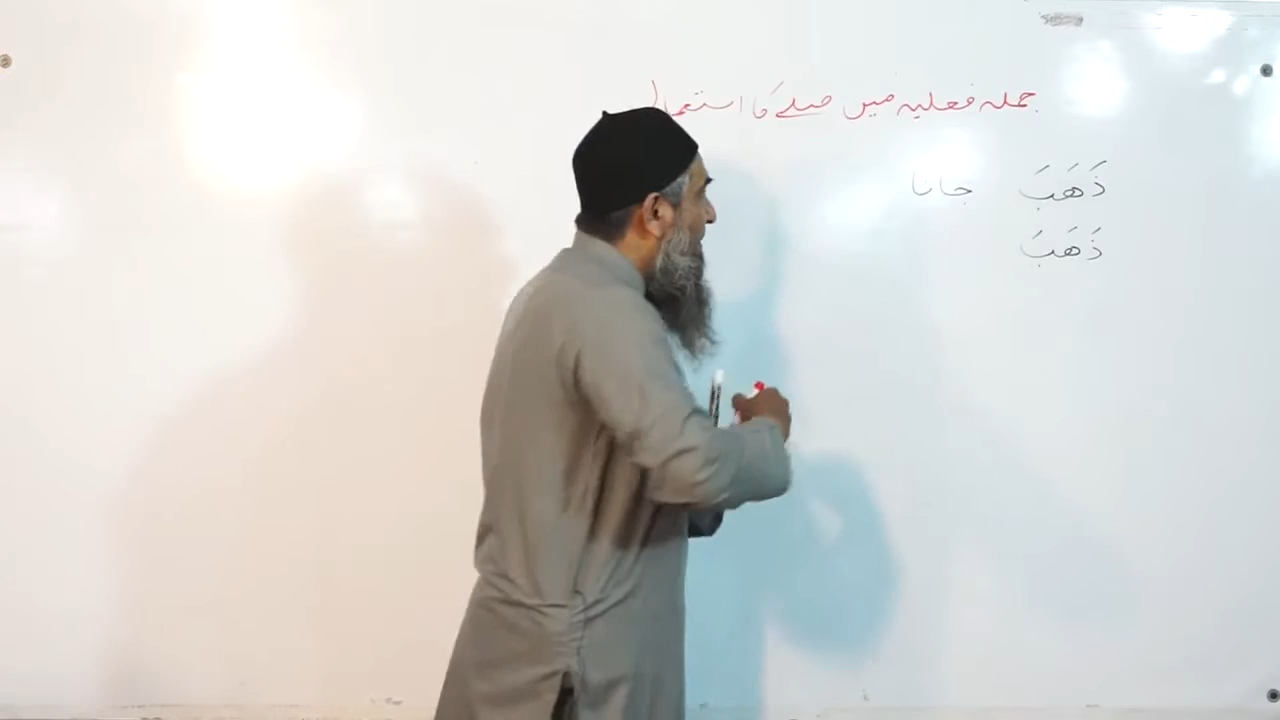 جملہ فعلیہ میں صلے کا استعمال
ذَهَبَ جانا
ذَهَبَ